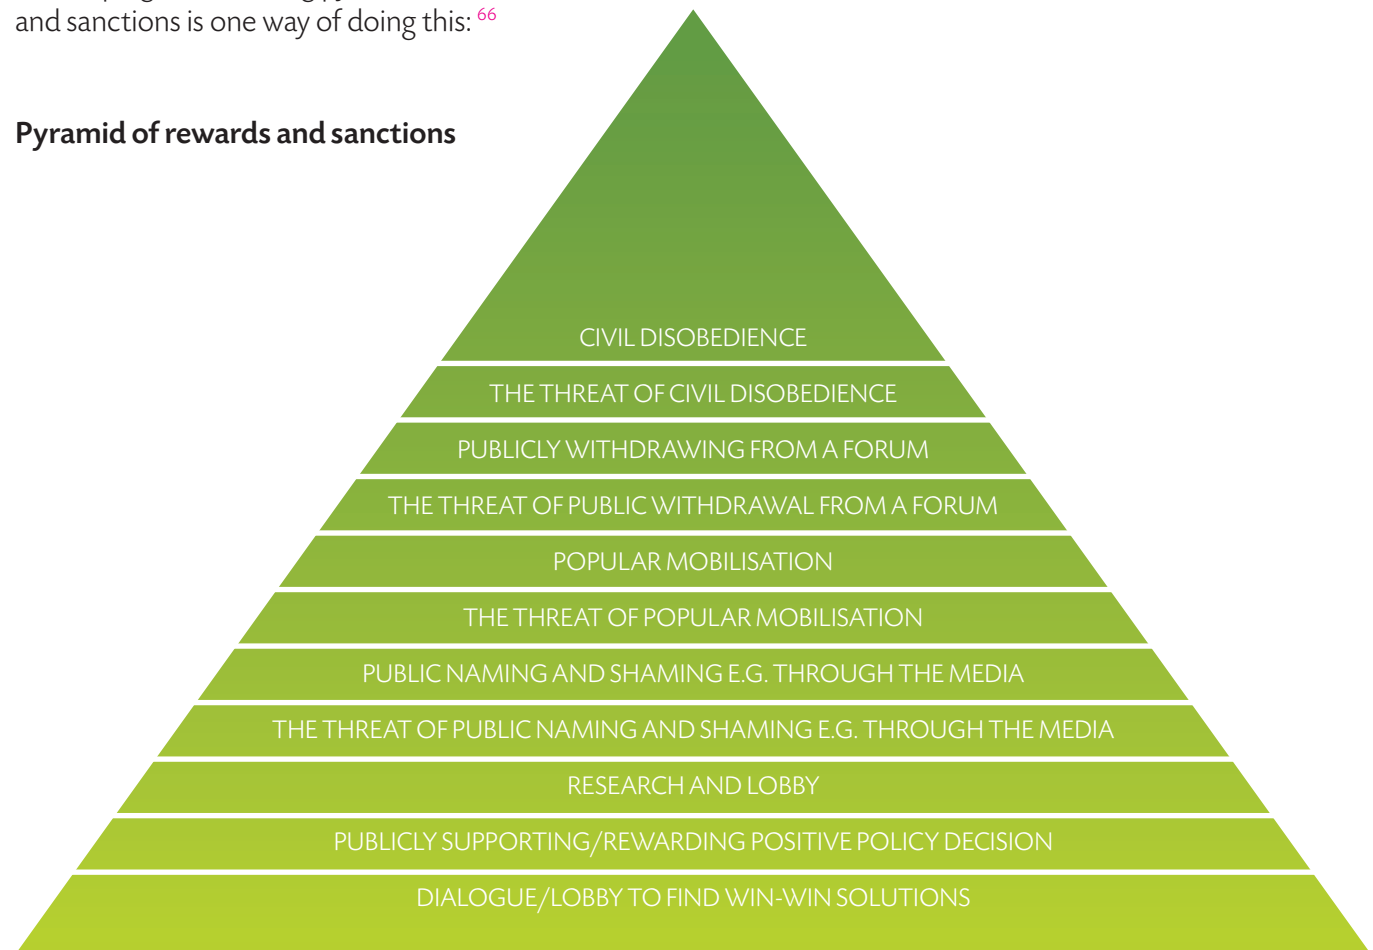 and sanctions is one way of doing this: 66
Pyramid of rewards and sanctions
CIVIL DISOBEDIENCE
THE THREAT OF CIVIL DISOBEDIENCE
PUBLICLY WITHDRAWING FROM A FORUM
THE THREAT OF PUBLIC WITHDRAWAL FROM A FORUM
POPULAR MOBILISATION
THE THREAT OF POPULAR MOBILISATION
PUBLIC NAMING AND SHAMING E.G. THROUGH THE MEDIA
THE THREAT OF PUBLIC NAMING AND SHAMING E.G. THROUGH THE MEDIA
RESEARCH AND LOBBY
PUBLICLY SUPPORTING/REWARDING POSITIVE POLICY DECISION
DIALOGUE/LOBBY TO FIND WIN-WIN SOLUTIONS